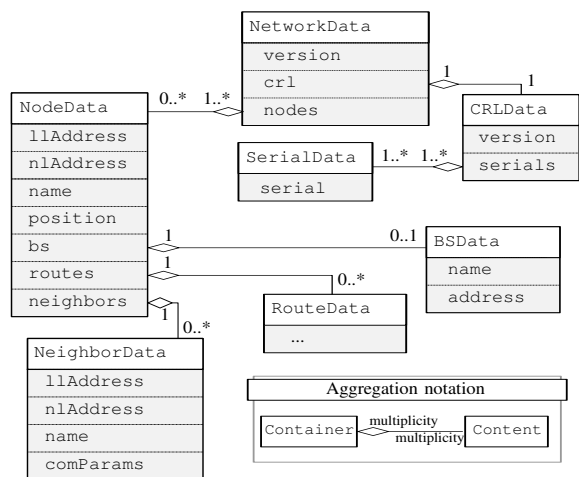 NetworkData
version
crl
nodes
1
1
0..*
1..*
NodeData
llAddress
nlAddress
name
position
bs
routes
neighbors
CRLData
version
serials
SerialData
serial
1..*
1..*
1
0..1
BSData
name
address
1
0..*
RouteData
...
1
0..*
NeighborData
llAddress
nlAddress
name
comParams
Aggregation notation
Container
multiplicity
multiplicity
Content